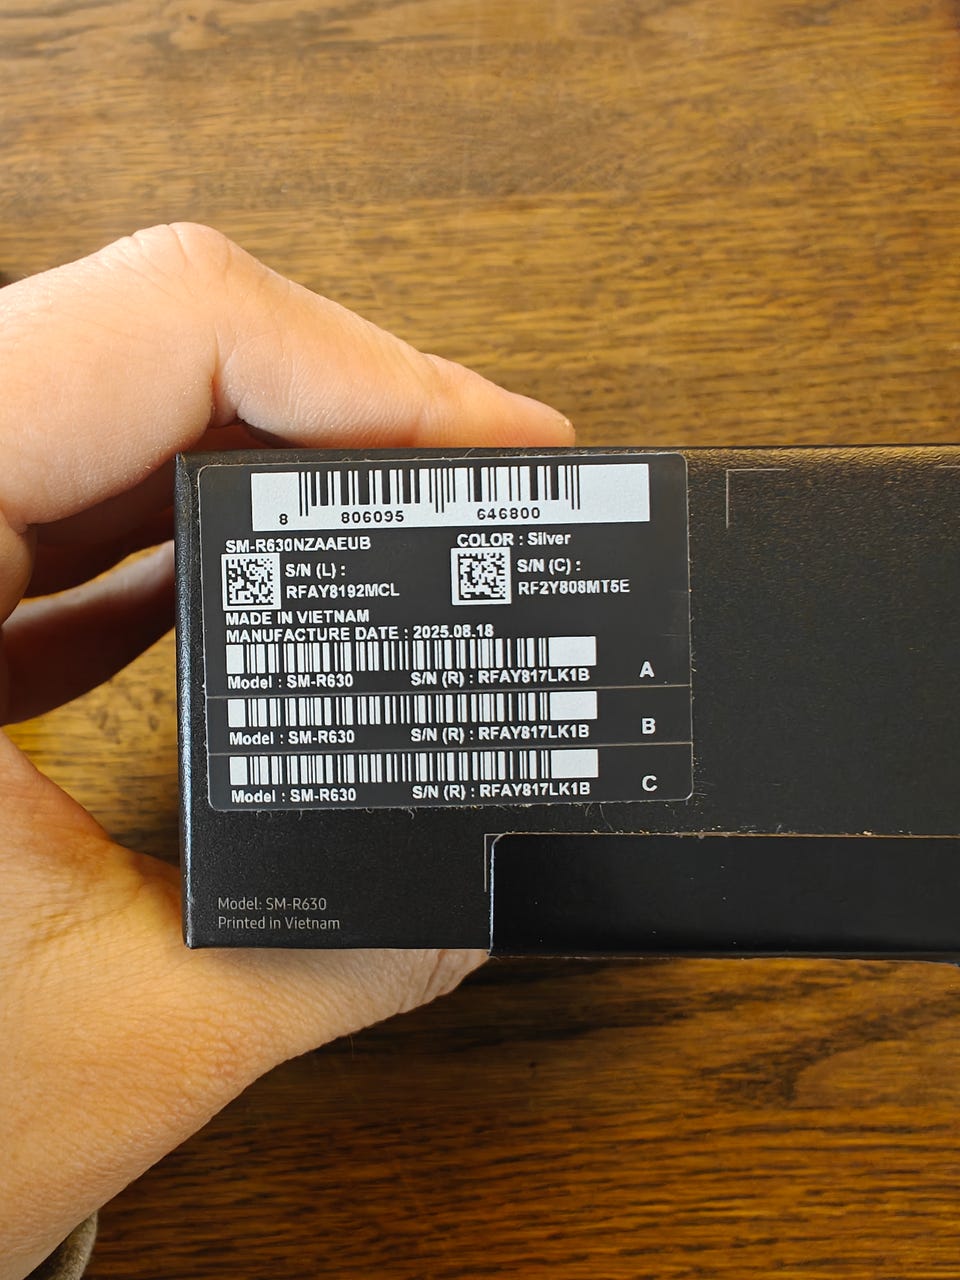 8 806095 646800
SM-R630NZAAEUB COLOR : Silver
S/N (L) : S/N (C) :
RFAY8192MCL RF2Y808MT5E
MADE IN VIETNAM
MANUFACTURE DATE : 2025.08.18
Model : SM-R630 S/N (R) : RFAY817LK1B A
Model : SM-R630 S/N (R) : RFAY817LK1B B
Model : SM-R630 S/N (R) : RFAY817LK1B C
Model: SM-R630
Printed in Vietnam